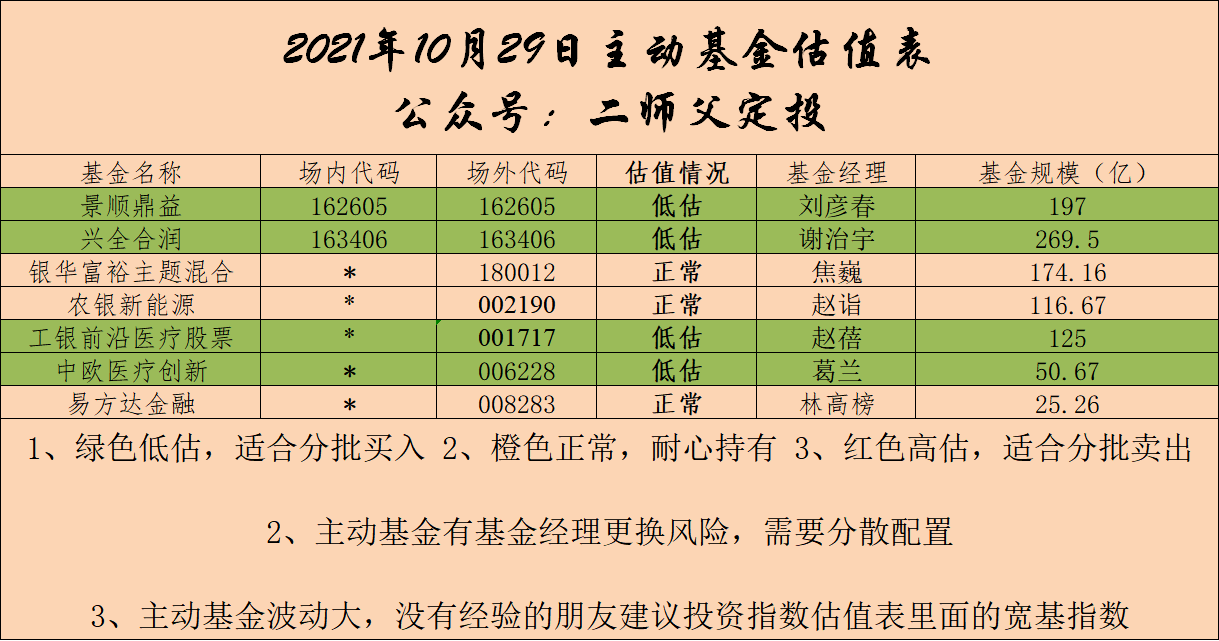 2021年10月29日主动基金估值表
公众号：二师父定投
基金名称 场内代码 场外代码 估值情况 基金经理 基金规模（亿）
景顺鼎益 162605 162605 低估 刘彦春 197
兴全合润 163406 163406 低估 谢治宇 269.5
银华富裕主题混合 * 180012 正常 焦巍 174.16
农银新能源 * 002190 正常 赵诣 116.67
工银前沿医疗股票 * 001717 低估 赵蓓 125
中欧医疗创新 * 006228 低估 葛兰 50.67
易方达金融 * 008283 正常 林高榜 25.26
1、绿色低估，适合分批买入 2、橙色正常，耐心持有 3、红色高估，适合分批卖出
2、主动基金有基金经理更换风险，需要分散配置
3、主动基金波动大，没有经验的朋友建议投资指数估值表里面的宽基指数